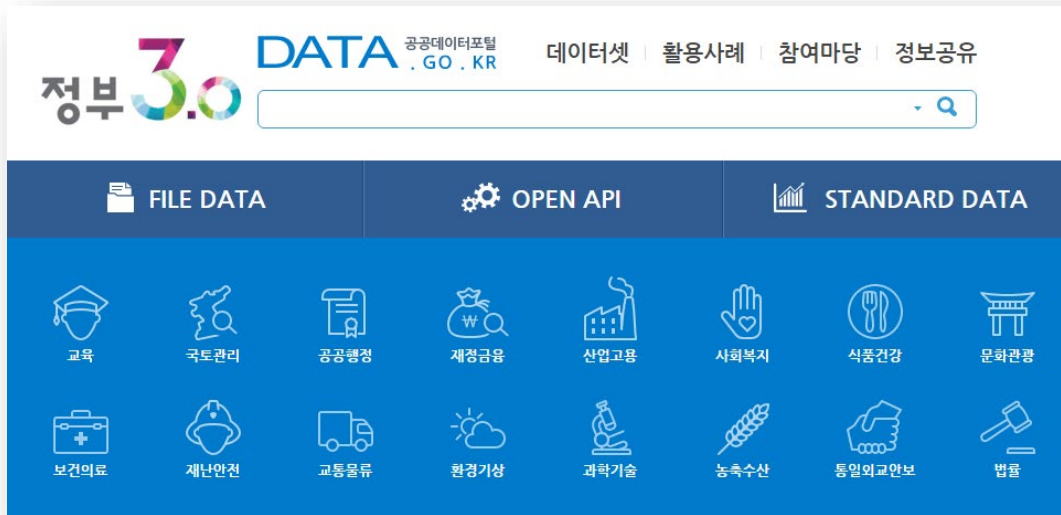 정부3.0
DATA 공공데이터포털
. GO . KR
데이터셋 활용사례 참여마당 정보공유
FILE DATA OPEN API STANDARD DATA
교육 국토관리 공공행정 재정금융 산업고용 사회복지 식품건강 문화관광
보건의료 재난안전 교통물류 환경기상 과학기술 농축수산 통일외교안보 법률